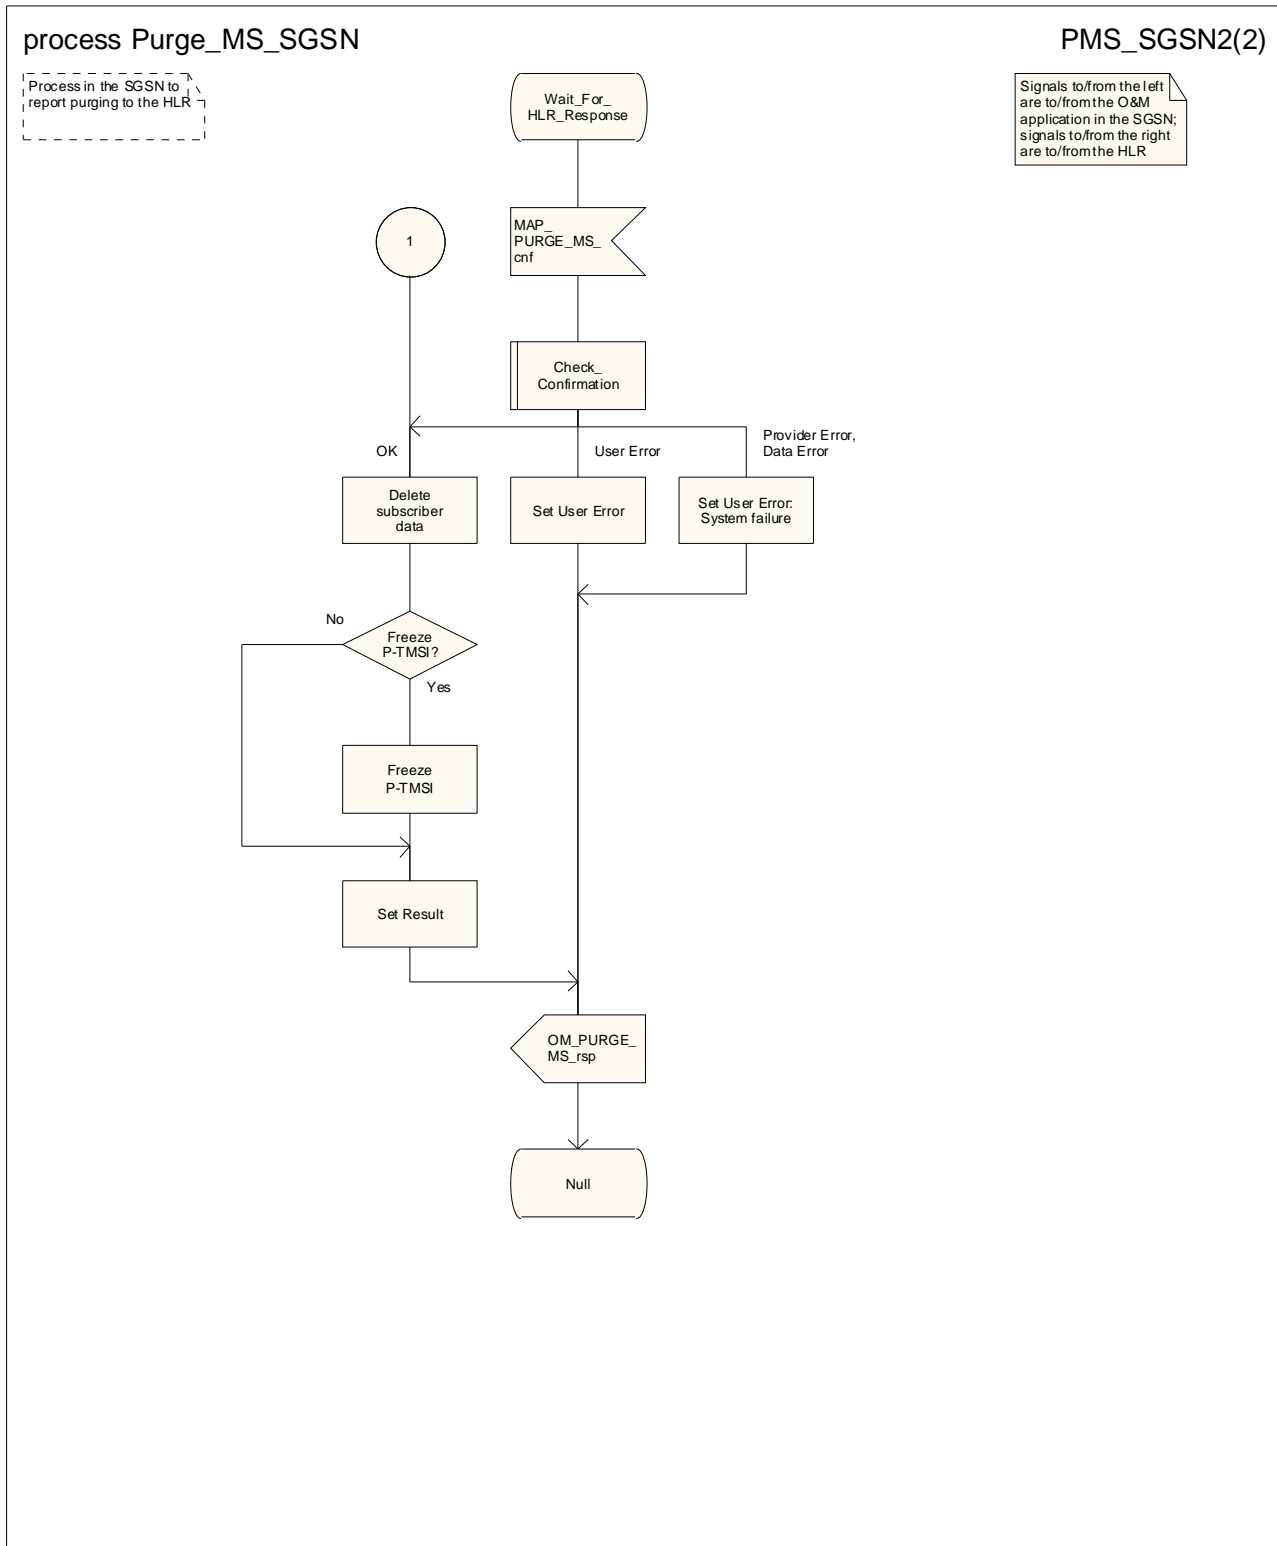 process Purge_MS_SGSN
PMS_SGSN2(2)
Process in the SGSN to
report purging to the HLR
Wait_For_
HLR_Response
Signals to/from the left
are to/from the O&M
application in the SGSN;
signals to/from the right
are to/from the HLR
1
MAP_
PURGE_MS_
cnf
Check_
Confirmation
OK
User Error
Provider Error,
Data Error
Delete
subscriber
data
Set User Error
Set User Error:
System failure
No
Freeze
P-TMSI?
Yes
Freeze
P-TMSI
Set Result
OM_PURGE_
MS_rsp
Null